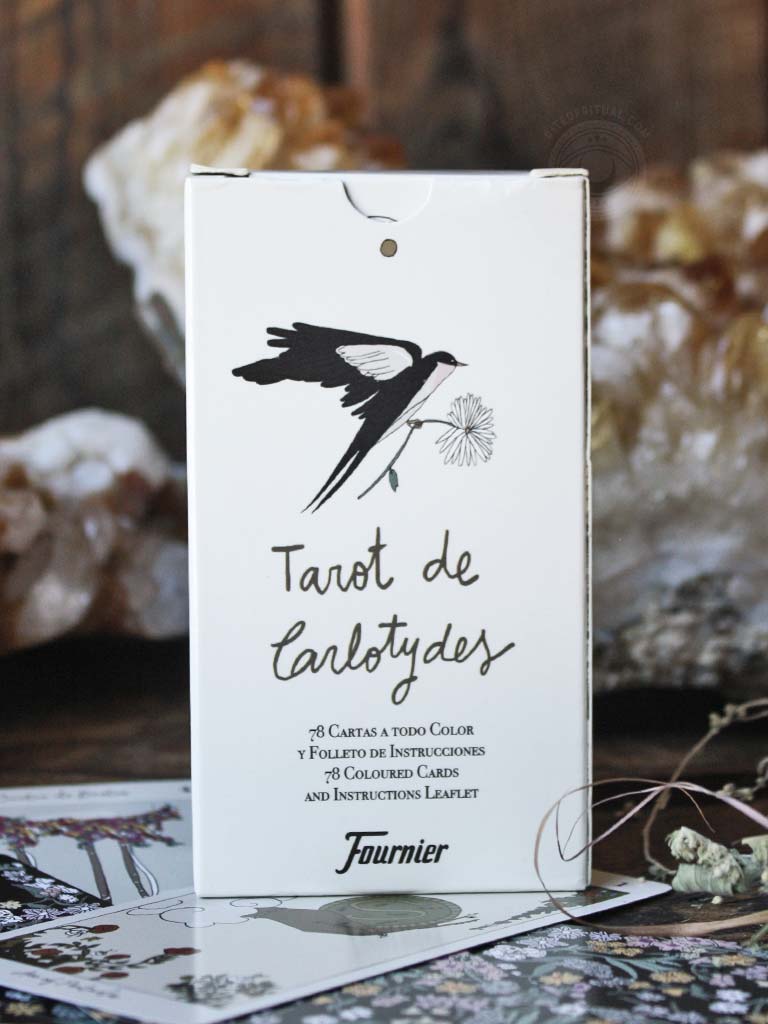 Tarot de
Carlotydes
78 Cartas a todo Color
y Folleto de Instrucciones
78 Coloured Cards
and Instructions Leaflet
Fournier